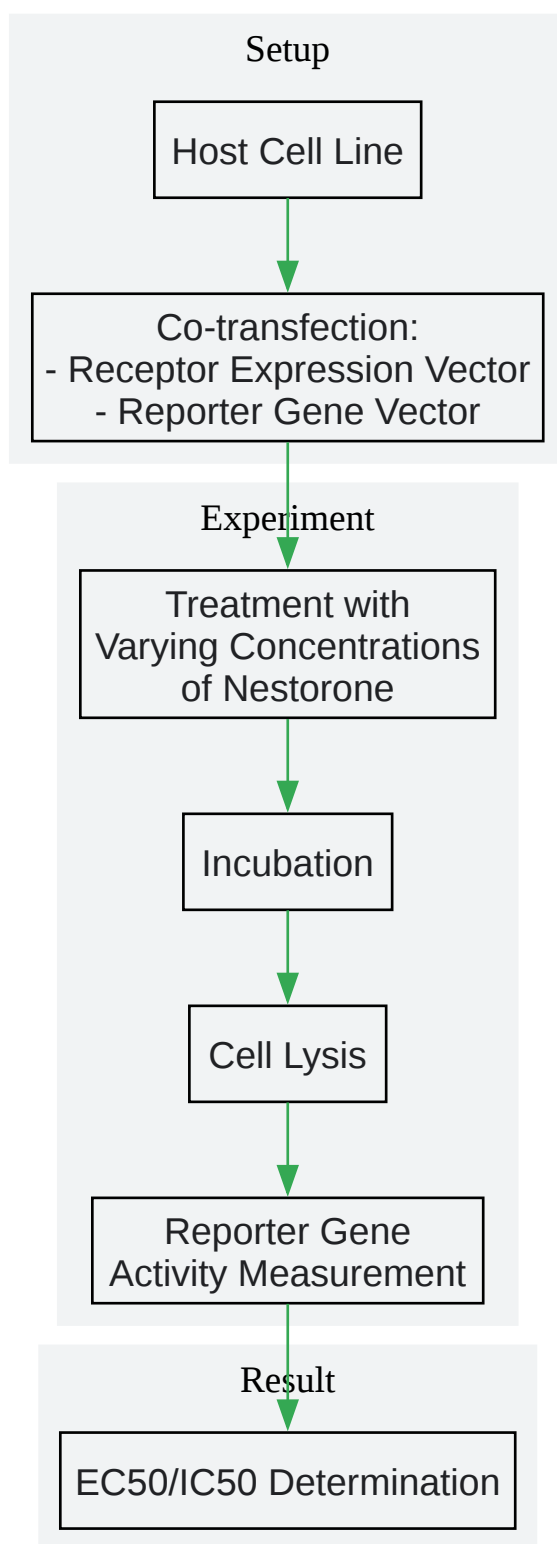 Setup
Host Cell Line
Co-transfection:
- Receptor Expression Vector
- Reporter Gene Vector
Experiment
Treatment with
Varying Concentrations
of Nestorone
Incubation
Cell Lysis
Reporter Gene
Activity Measurement
Result
EC50/IC50 Determination